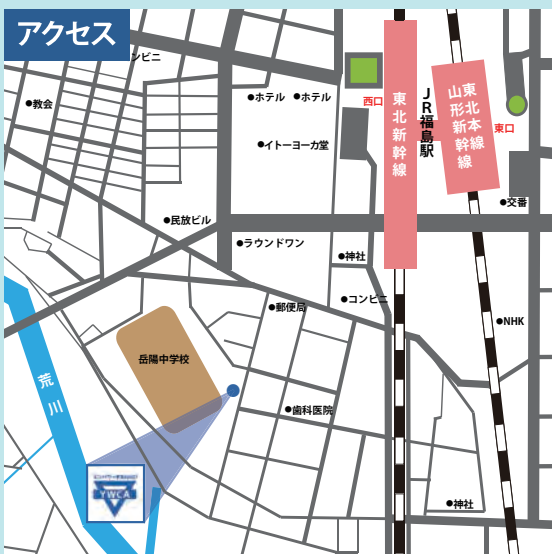 アクセス
ンビニ
●教会
●ホテル ●ホテル
●イトーヨーカ堂
西口
東北新幹線
JR福島駅
東北本線
山形新幹線
東口
●交番
●民放ビル
●ラウンドワン
●神社
●コンビニ
●郵便局
●NHK
岳陽中学校
荒川
●歯科医院
YWCA
●神社